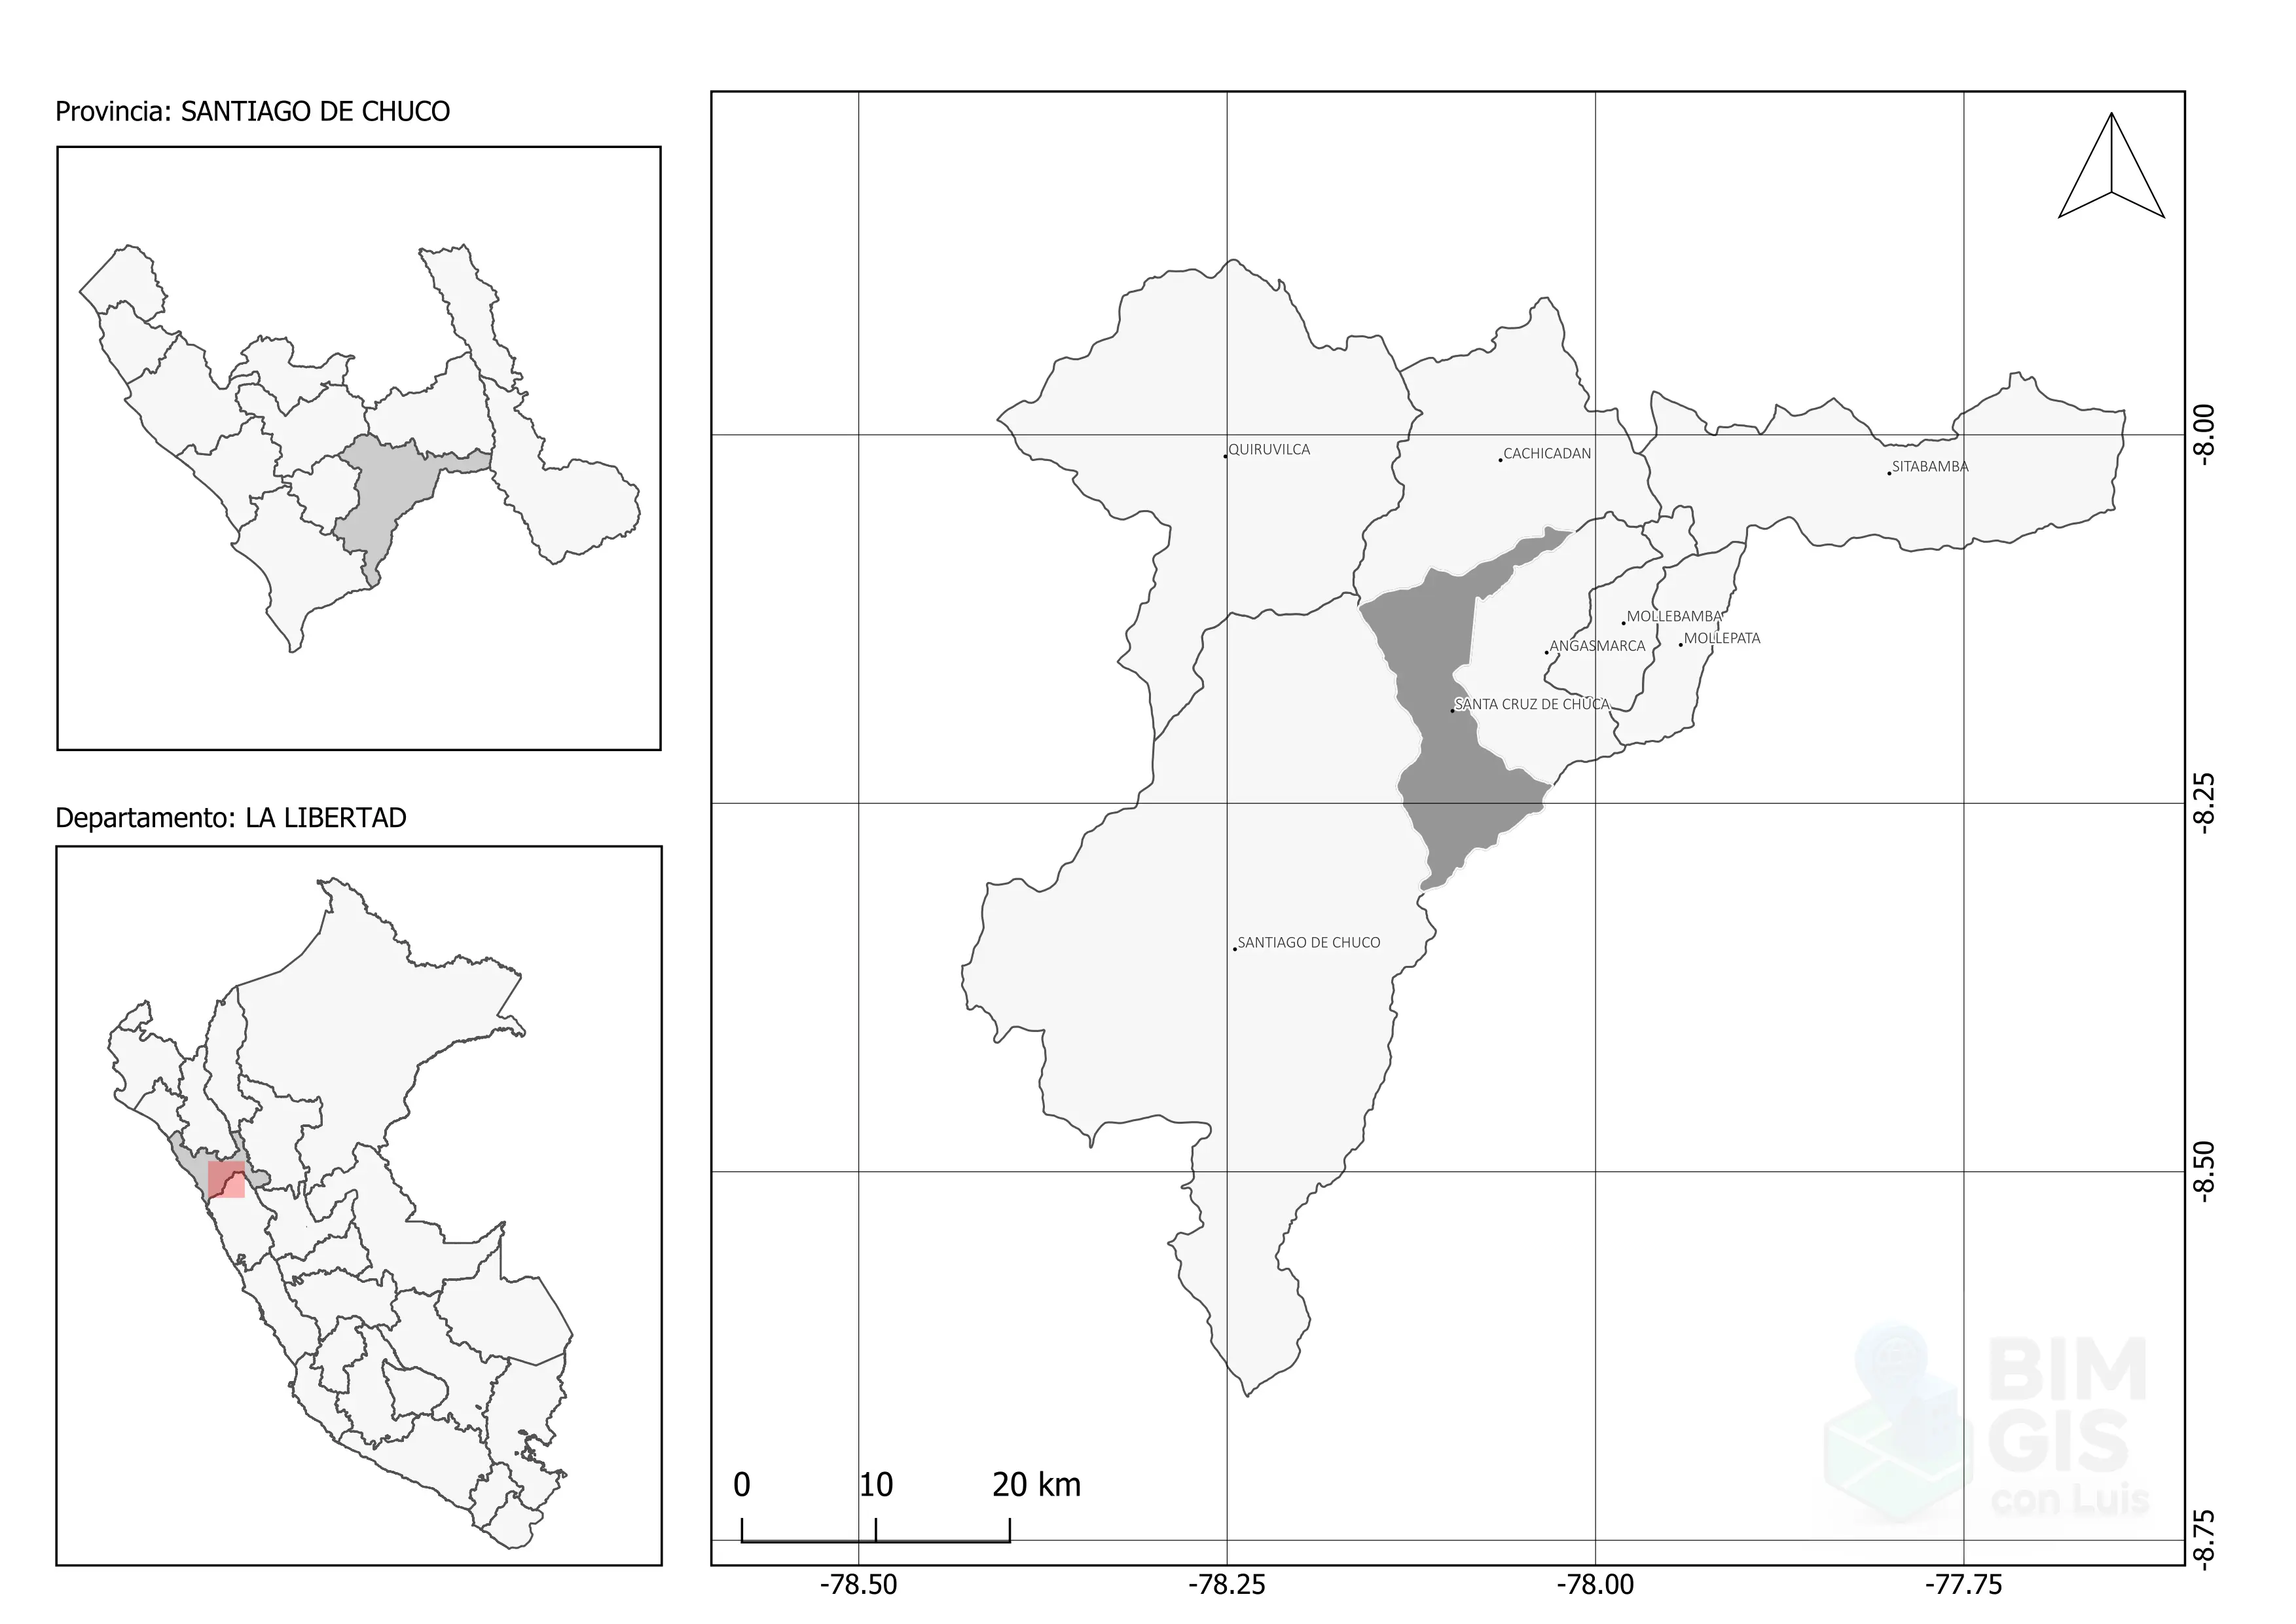 Provincia: SANTIAGO DE CHUCO
Departamento: LA LIBERTAD
QUIRUVILCA
CACHICADAN
SITABAMBA
MOLLEBAMBA
MOLLEPATA
ANGASMARCA
SANTA CRUZ DE CHUCA
SANTIAGO DE CHUCO
-8.00
-8.25
-8.50
-8.75
0 10 20 km
-78.50 -78.25 -78.00 -77.75
BIM
GIS
con Luis